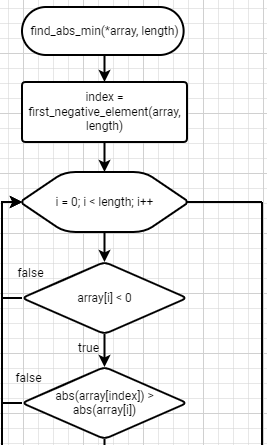 find_abs_min(*array, length)
index =
first_negative_element(array,
length)
i = 0; i < length; i++
false
array[i] < 0
true
false
abs(array[index]) >
abs(array[i])